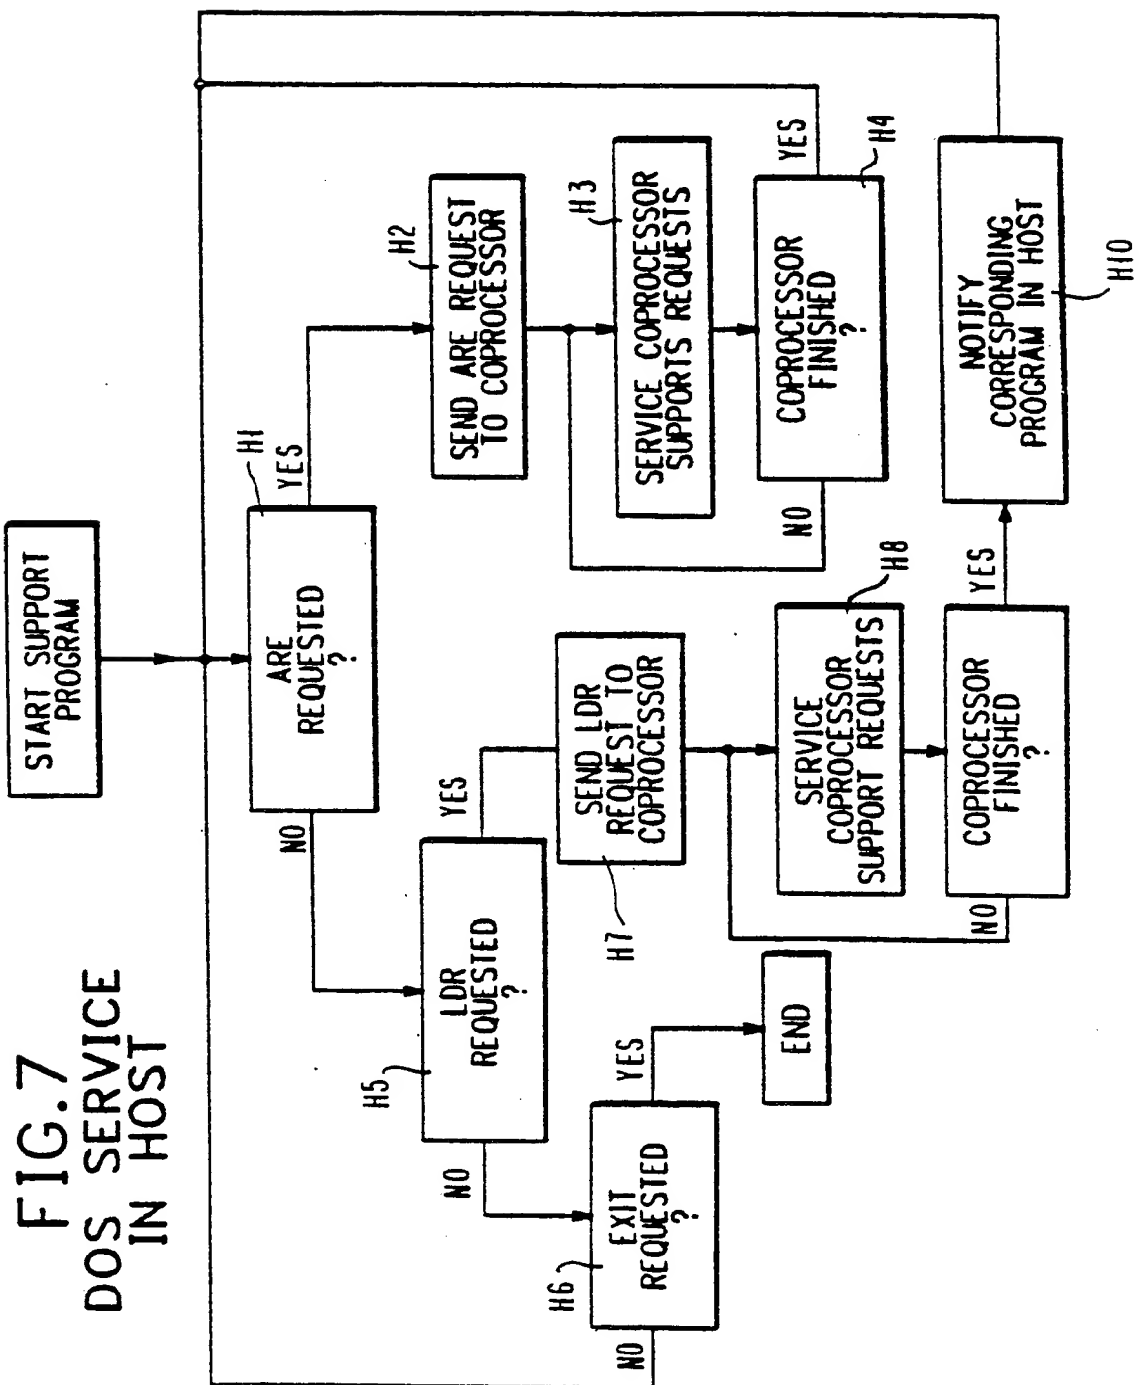 FIG. 7
DOS SERVICE
IN HOST
START SUPPORT
PROGRAM
H1
ARE
REQUESTED
?
YES
NO
H2
SEND ARE REQUEST
TO COPROCESSOR
H3
SERVICE COPROCESSOR
SUPPORTS REQUESTS
H4
COPROCESSOR
FINISHED
?
YES
NO
H5
LDR
REQUESTED
?
YES
NO
H7
SEND LDR
REQUEST TO
COPROCESSOR
H8
SERVICE
COPROCESSOR
SUPPORT REQUESTS
COPROCESSOR
FINISHED
?
YES
NO
H10
NOTIFY
CORRESPONDING
PROGRAM IN HOST
H6
EXIT
REQUESTED
?
YES
NO
END